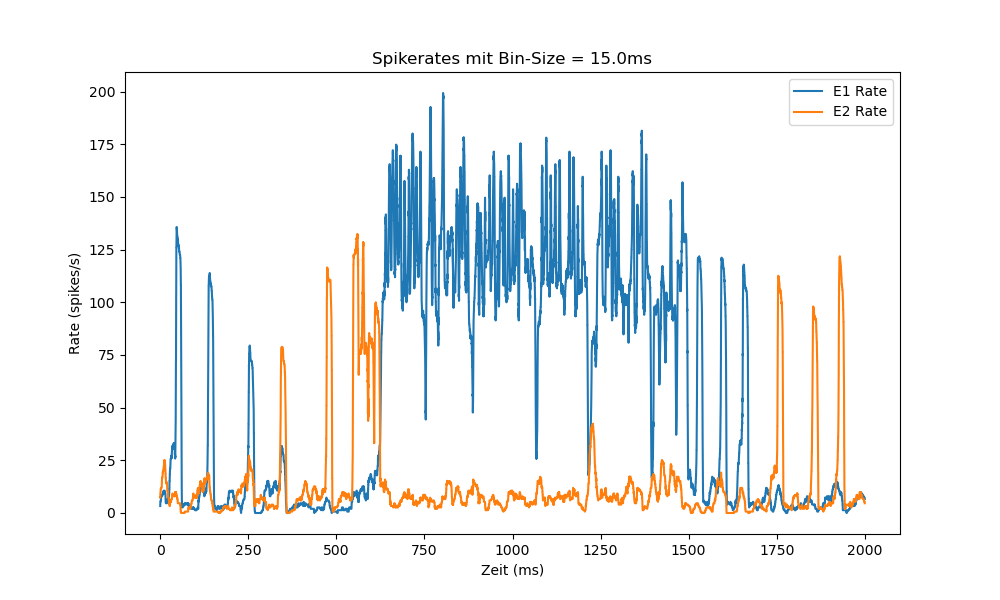 Spikerates mit Bin-Size = 15.0ms
E1 Rate
E2 Rate
Rate (spikes/s)
200
175
150
125
100
75
50
25
0
0 250 500 750 1000 1250 1500 1750 2000
Zeit (ms)